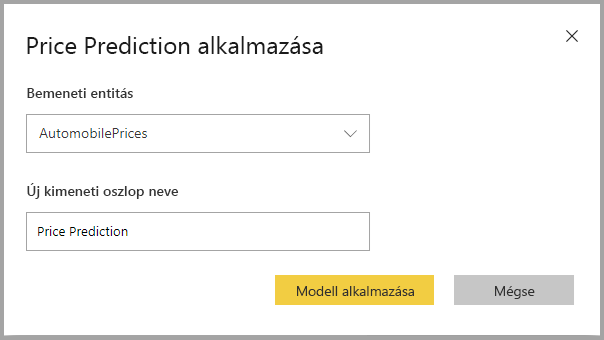 Price Prediction alkalmazása
Bemeneti entitás
AutomobilePrices
Új kimeneti oszlop neve
Price Prediction
Modell alkalmazása
Mégse